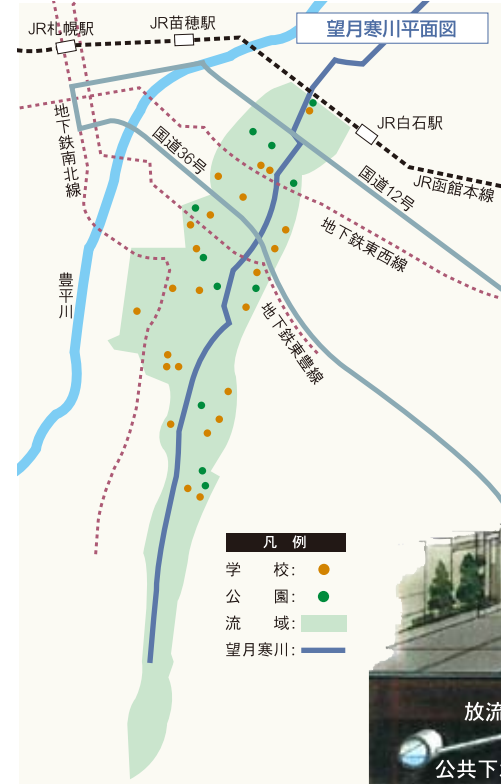 望月寒川平面図
JR札幌駅
JR苗穂駅
JR白石駅
JR函館本線
国道12号
国道36号
地下鉄南北線
地下鉄東西線
地下鉄東豊線
豊平川
凡 例
学 校:
公 園:
流 域:
望月寒川:
放流
公共下